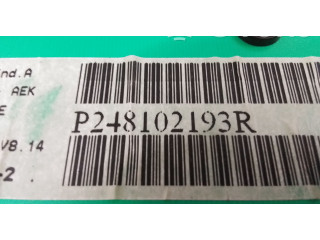 nd.A
AEK
E
P248102193R
V8.14
-2 .